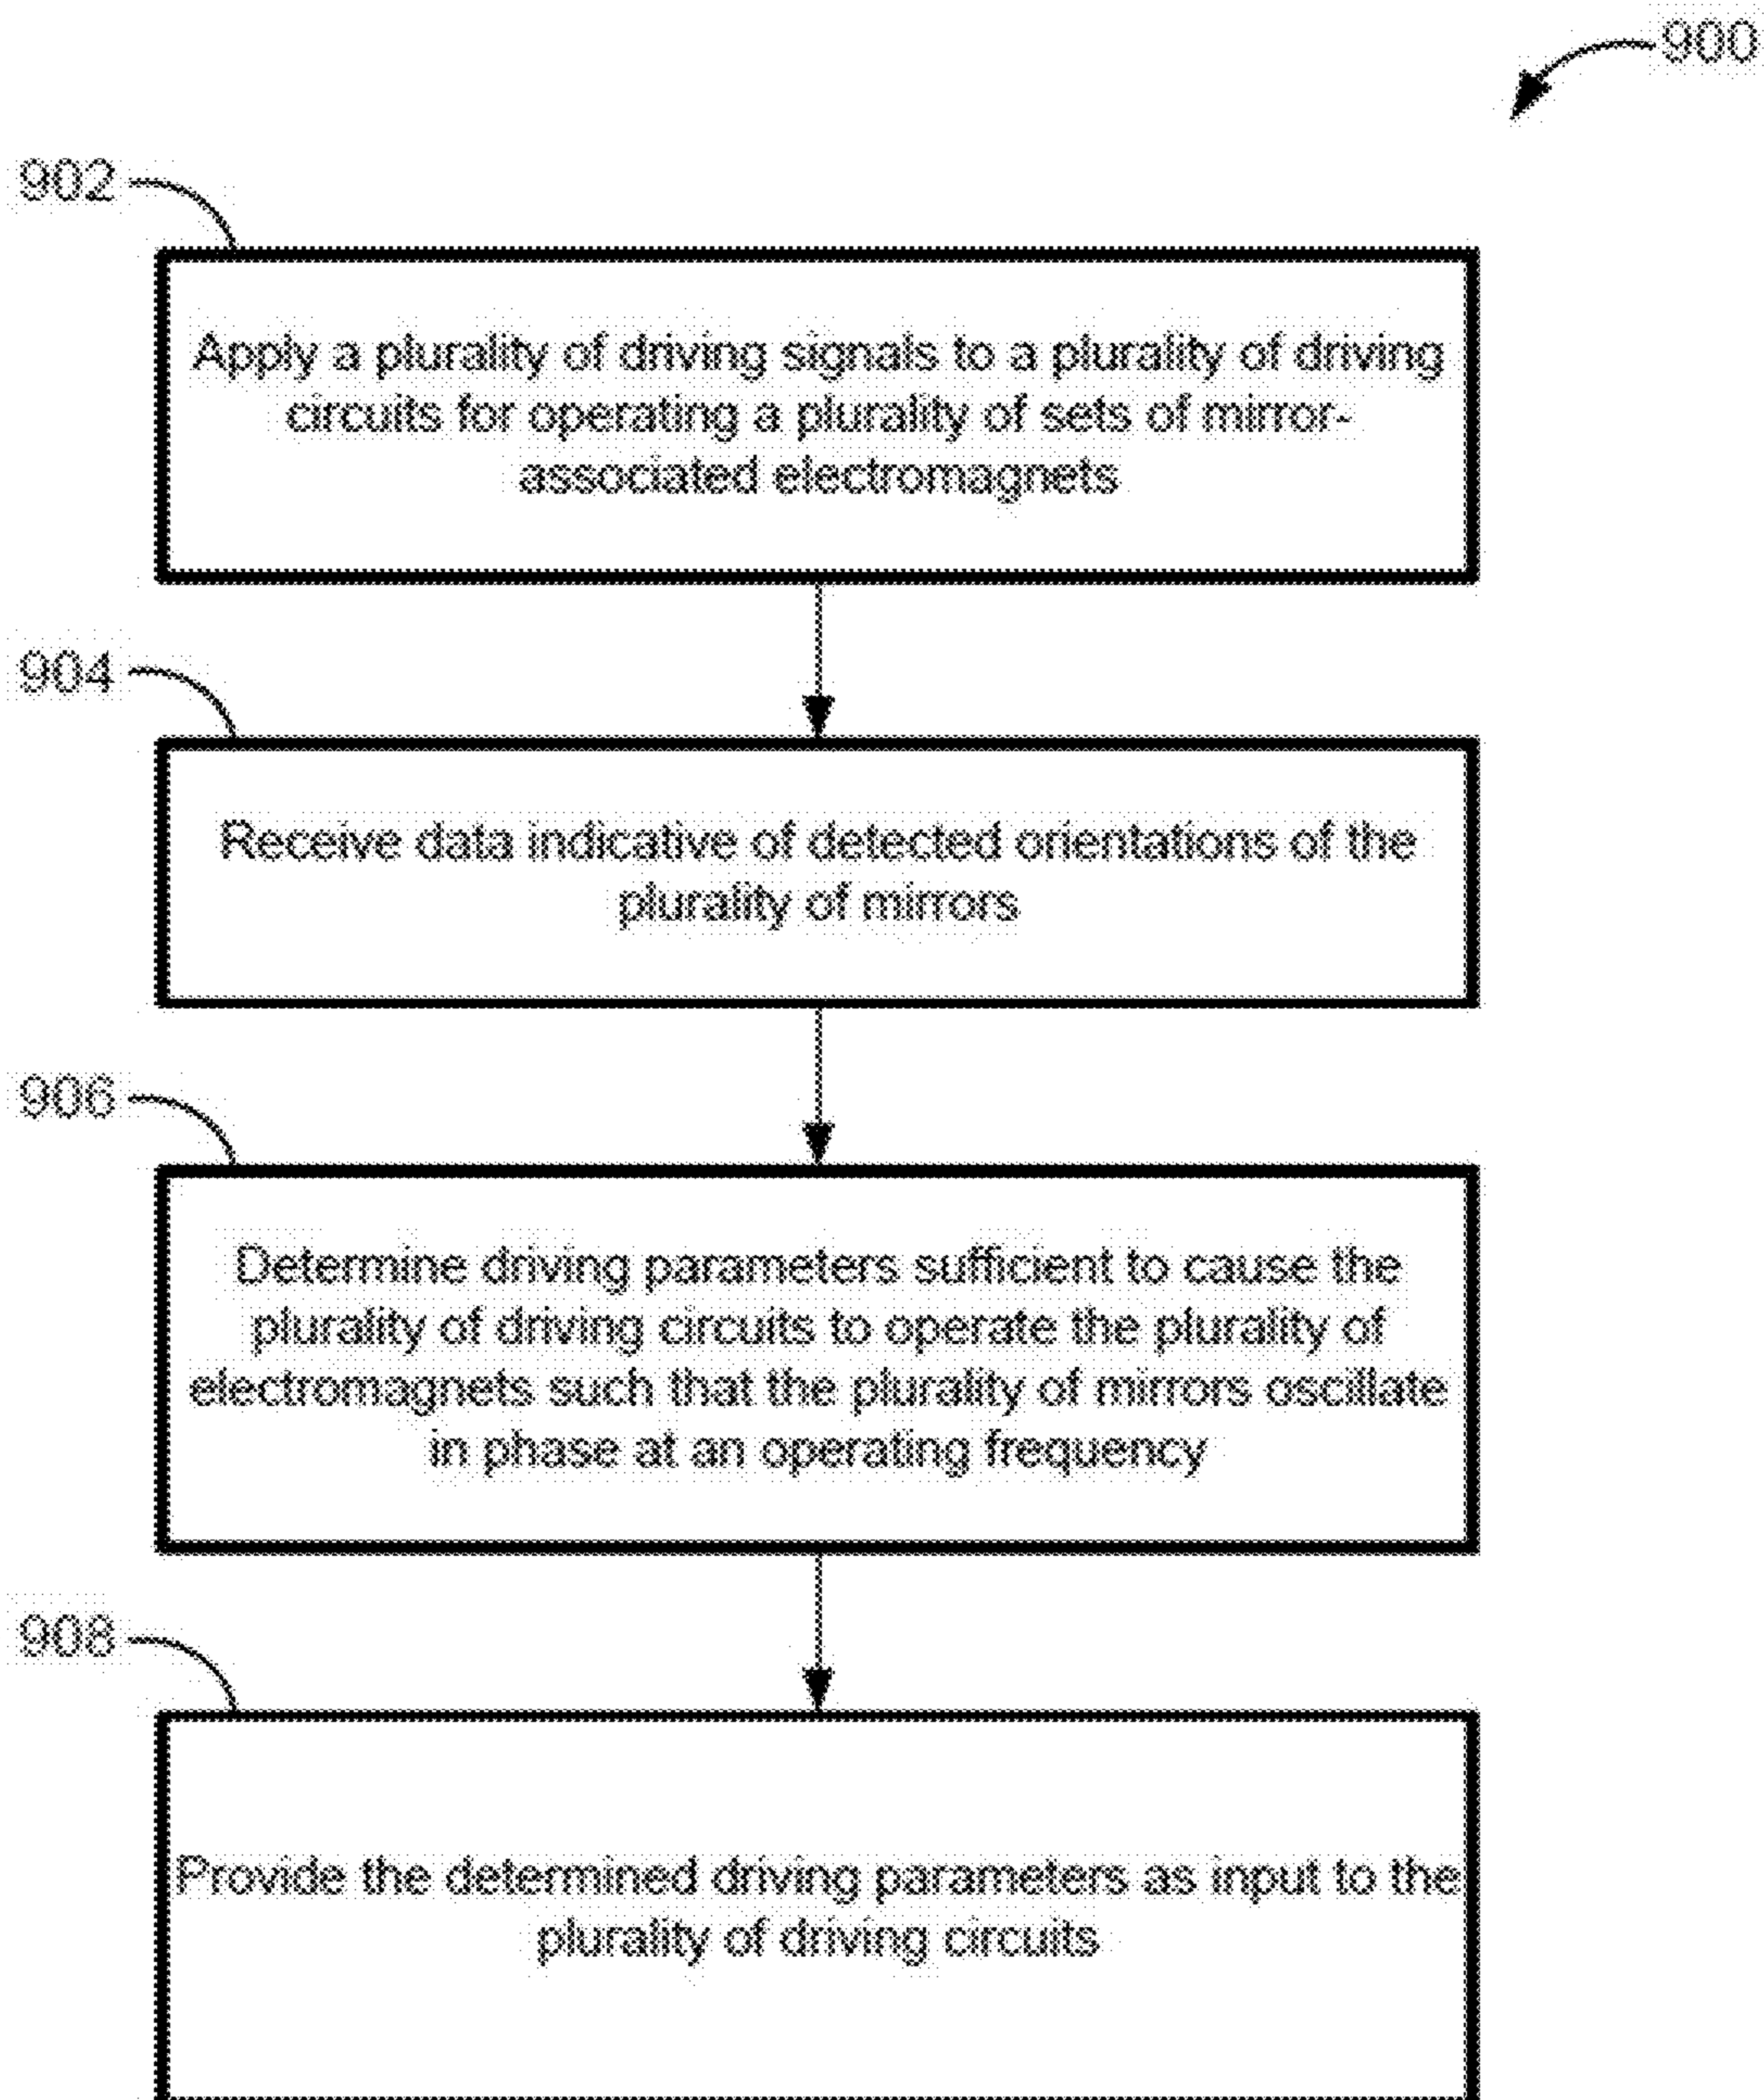 900
902
Apply a plurality of driving signals to a plurality of driving
circuits for operating a plurality of sets of mirror-
associated electromagnets
904
Receive data indicative of detected orientations of the
plurality of mirrors
906
Determine driving parameters sufficient to cause the
plurality of driving circuits to operate the plurality of
electromagnets such that the plurality of mirrors oscillate
in phase at an operating frequency
908
Provide the determined driving parameters as input to the
plurality of driving circuits